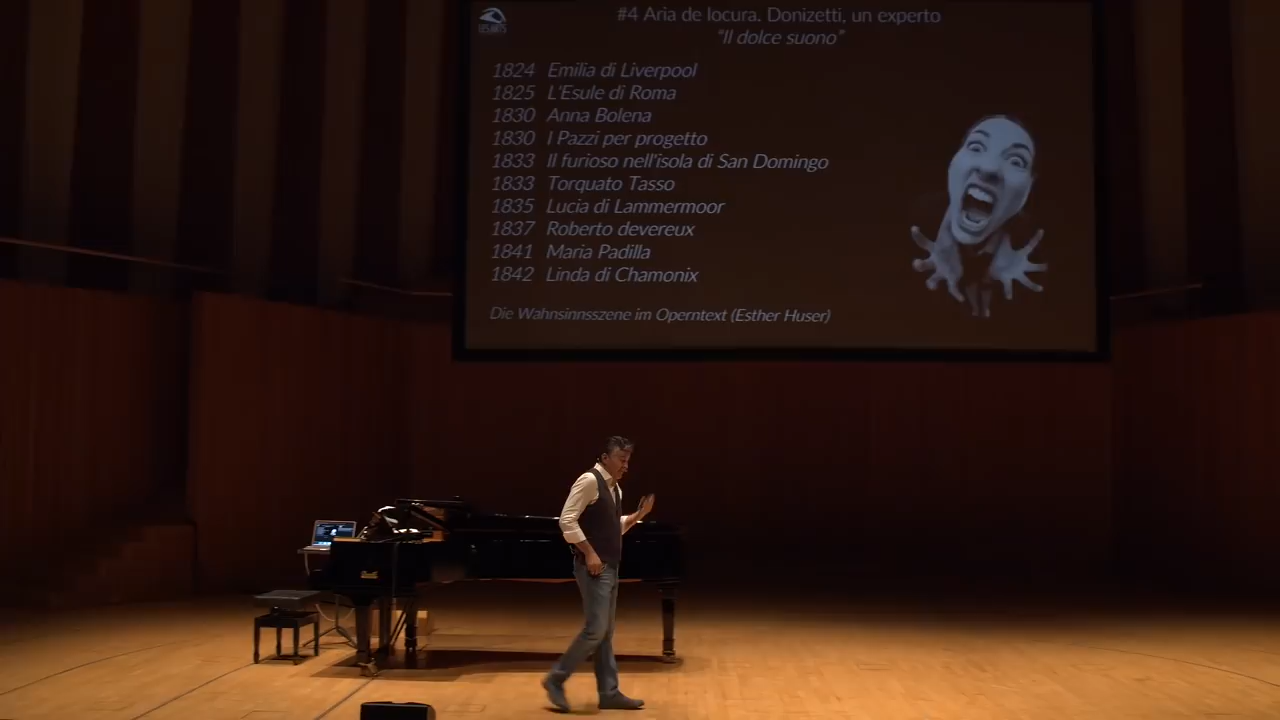 LES ARTS
#4 Aria de locura. Donizetti, un experto
"Il dolce suono"
1824 Emilia di Liverpool
1825 L'Esule di Roma
1830 Anna Bolena
1830 I Pazzi per progetto
1833 Il furioso nell'isola di San Domingo
1833 Torquato Tasso
1835 Lucia di Lammermoor
1837 Roberto devereux
1841 Maria Padilla
1842 Linda di Chamonix
Die Wahnsinnsszene im Operntext (Esther Huser)